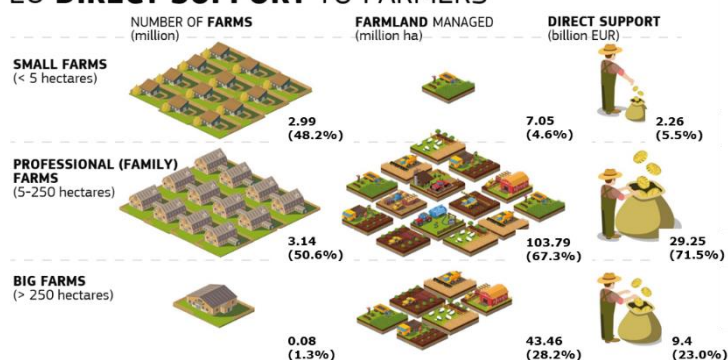 DIRECT SUPPORT TO FARMERS
NUMBER OF FARMS
(million)
FARMLAND MANAGED
(million ha)
DIRECT SUPPORT
(billion EUR)
SMALL FARMS
(< 5 hectares)
2.99
(48.2%)
7.05
(4.6%)
2.26
(5.5%)
PROFESSIONAL (FAMILY)
FARMS
(5-250 hectares)
3.14
(50.6%)
103.79
(67.3%)
29.25
(71.5%)
BIG FARMS
(> 250 hectares)
0.08
(1.3%)
43.46
(28.2%)
9.4
(23.0%)